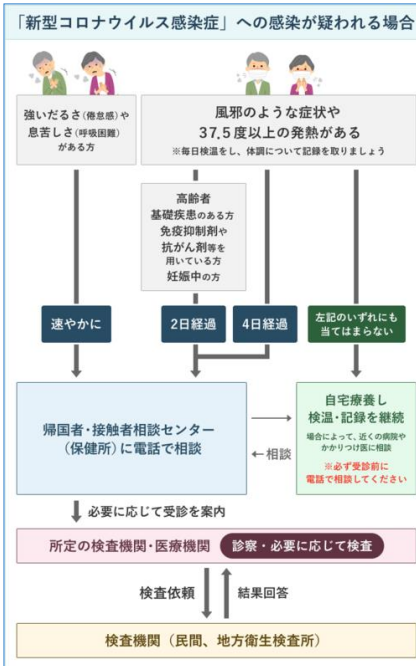 「新型コロナウイルス感染症」への感染が疑われる場合
強いだるさ(倦怠感)や
息苦しさ(呼吸困難)
がある方
風邪のような症状や
37.5度以上の発熱がある
※毎日検温をし、体調について記録を取りましょう
高齢者
基礎疾患のある方
免疫抑制剤や
抗がん剤等を
用いている方
妊娠中の方
速やかに
2日経過
4日経過
左記のいずれにも
当てはまらない
帰国者・接触者相談センター
(保健所)に電話で相談
←相談
自宅療養し
検温・記録を継続
場合によって、近くの病院や
かかりつけ医に相談
※必ず受診前に
電話で相談してください
必要に応じて受診を案内
所定の検査機関・医療機関
診察・必要に応じて検査
検査依頼
結果回答
検査機関(民間、地方衛生検査所)